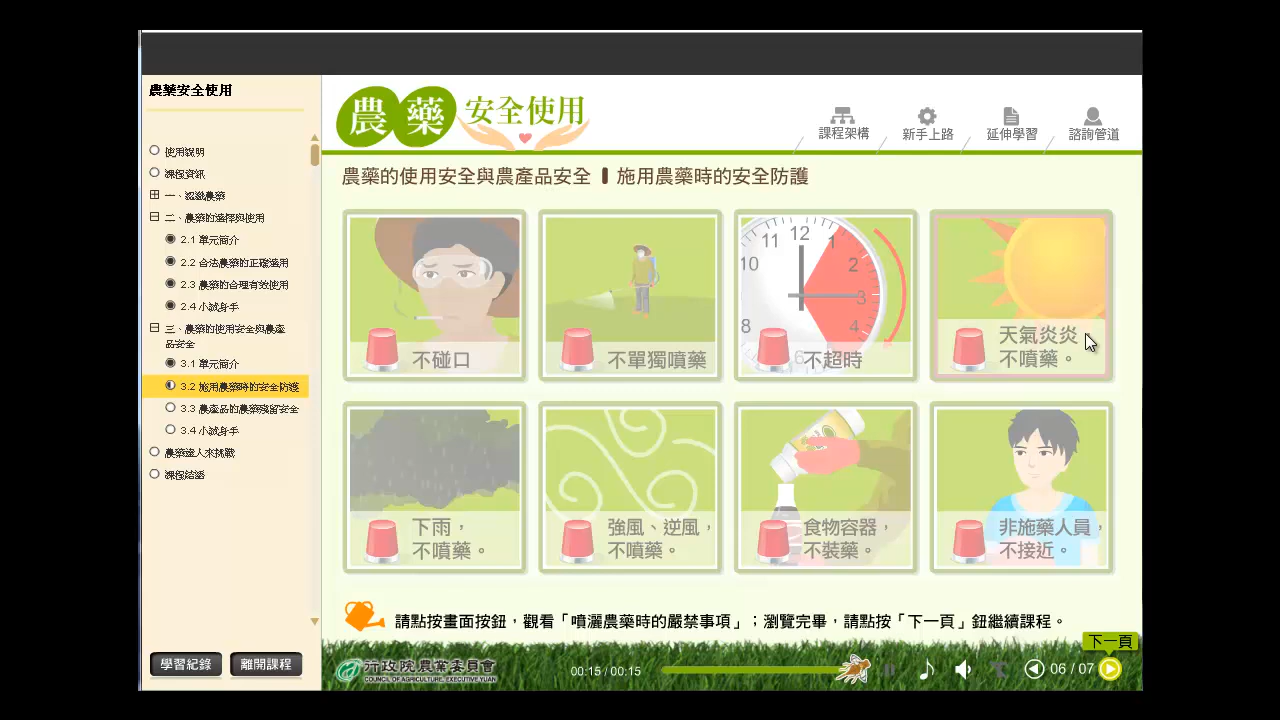 農藥安全使用
使用說明
課程資訊
一、認識農藥
二、農藥的選擇與使用
2.1 單元簡介
2.2 合法農藥的正確選用
2.3 農藥的合理有效使用
2.4 小試身手
三、農藥的使用安全與農產
品安全
3.1 單元簡介
3.2 施用農藥時的安全防護
3.3 農產品的農藥殘留安全
3.4 小試身手
農藥達人來挑戰
課程結語
學習紀錄
離開課程
農藥 安全使用
課程架構
新手上路
延伸學習
諮詢管道
農藥的使用安全與農產品安全 ▌施用農藥時的安全防護
不碰口
不單獨噴藥
11 12 1
10 2
3
8 4
6
不超時
天氣炎炎
不噴藥。
下雨，
不噴藥。
強風、逆風，
不噴藥。
食物容器，
不裝藥。
非施藥人員，
不接近。
請點按畫面按鈕，觀看「噴灑農藥時的嚴禁事項」；瀏覽完畢，請點按「下一頁」鈕繼續課程。
下一頁
行政院農業委員會
COUNCIL OF AGRICULTURE, EXECUTIVE YUAN
00:15 / 00:15
06 / 07